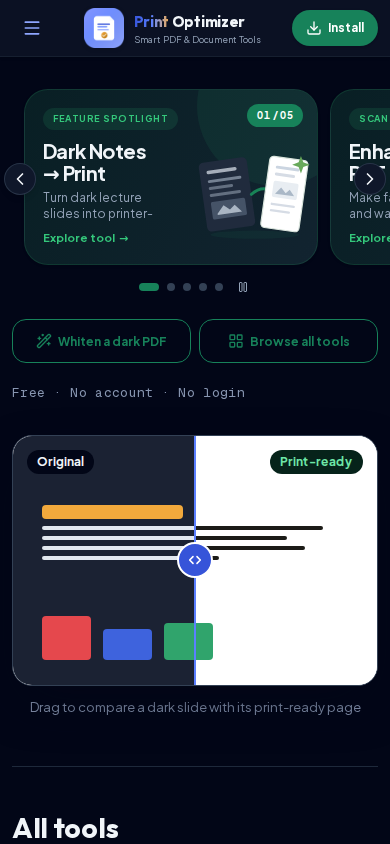 Print Optimizer
Smart PDF & Document Tools
Install
FEATURE SPOTLIGHT
01 / 05
Dark Notes
→ Print
Turn dark lecture
slides into printer-
Explore tool →
SCAN
Make fa
and wa
Explore
Whiten a dark PDF
Browse all tools
Free · No account · No login
Original
Print-ready
Drag to compare a dark slide with its print-ready page
All tools